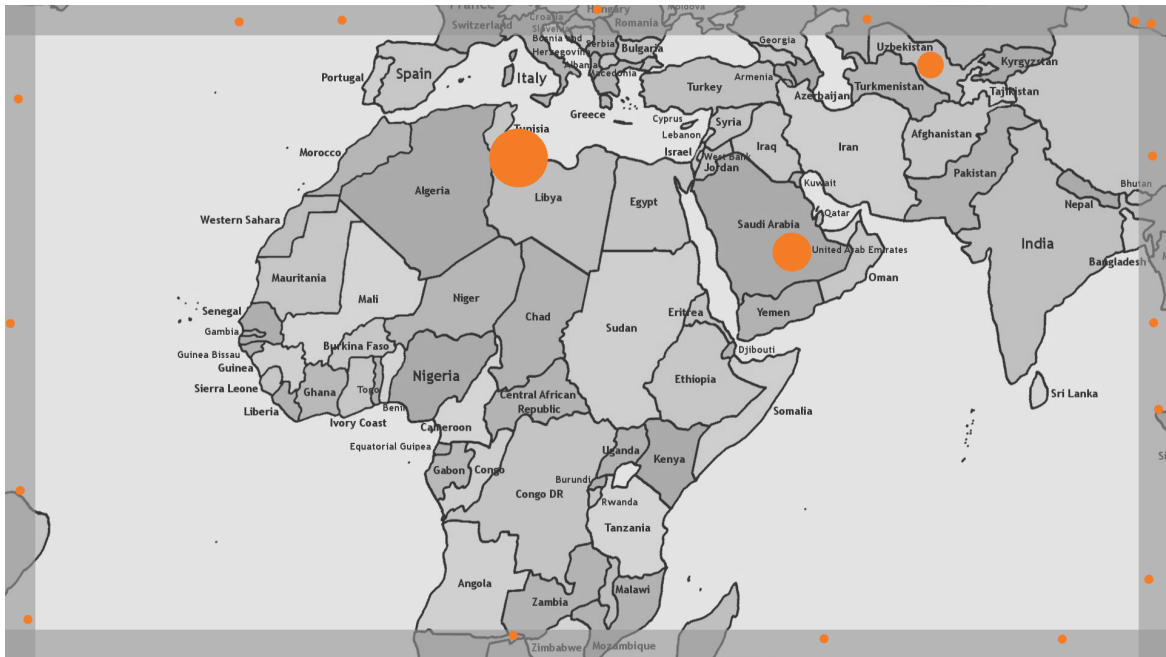 France
Hungary
Moldova
Switzerland
Croatia
Slovenia
Romania
Bosnia and
Herzegovina
Serbia
Bulgaria
Albania
Macedonia
Georgia
Uzbekistan
Kyrgyzstan
Portugal
Spain
Italy
Turkey
Armenia
Azerbaijan
Turkmenistan
Tajikistan
Greece
Cyprus
Syria
Tunisia
Lebanon
Afghanistan
Morocco
Israel
West Bank
Jordan
Iraq
Iran
Pakistan
Algeria
Libya
Egypt
Kuwait
Bhutan
Nepal
Western Sahara
Saudi Arabia
Qatar
India
United Arab Emirates
Bangladesh
Mauritania
Mali
Niger
Oman
Senegal
Chad
Sudan
Eritrea
Yemen
Gambia
Burkina Faso
Djibouti
Guinea Bissau
Guinea
Nigeria
Ethiopia
Sierra Leone
Ghana
Togo
Central African
Republic
Sri Lanka
Liberia
Benin
Ivory Coast
Somalia
Cameroon
Equatorial Guinea
Uganda
Kenya
Gabon
Congo
Burundi
Congo DR
Rwanda
Tanzania
Angola
Malawi
Zambia
Zimbabwe
Mozambique